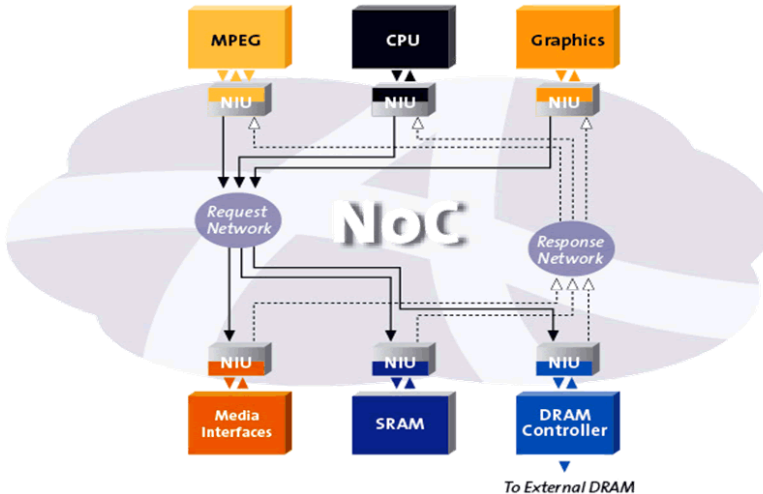 MPEG
CPU
Graphics
NIU
NIU
NIU
Request
Network
NoC
Response
Network
NIU
NIU
NIU
Media
Interfaces
SRAM
DRAM
Controller
To External DRAM